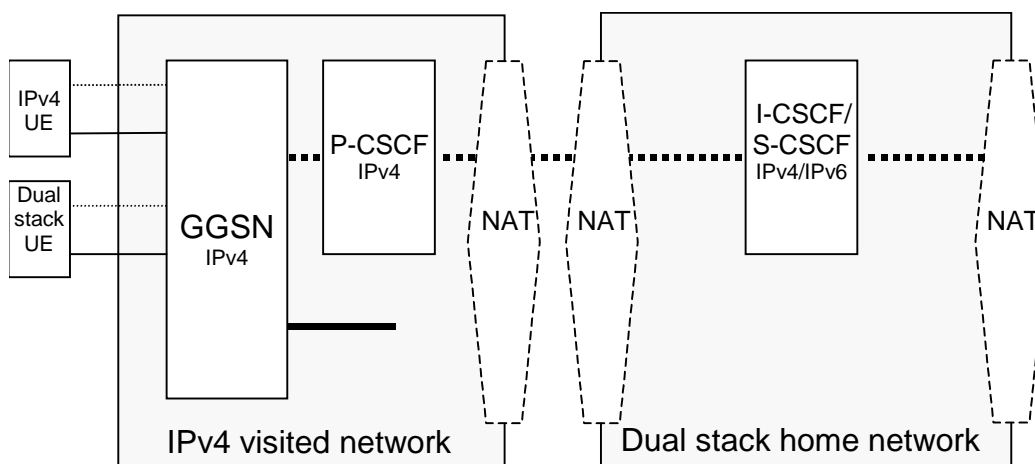 IPv4
UE
Dual
stack
UE
GGSN
IPv4
P-CSCF
IPv4
NAT
NAT
I-CSCF/
S-CSCF
IPv4/IPv6
NAT
IPv4 visited network
Dual stack home network